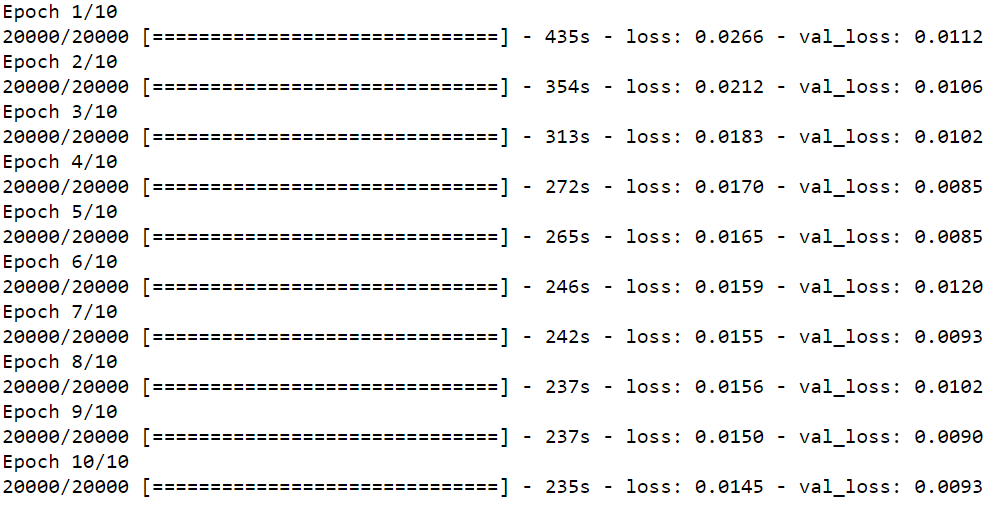 Epoch 1/10
20000/20000 [==============================] - 435s - loss: 0.0266 - val_loss: 0.0112
Epoch 2/10
20000/20000 [==============================] - 354s - loss: 0.0212 - val_loss: 0.0106
Epoch 3/10
20000/20000 [==============================] - 313s - loss: 0.0183 - val_loss: 0.0102
Epoch 4/10
20000/20000 [==============================] - 272s - loss: 0.0170 - val_loss: 0.0085
Epoch 5/10
20000/20000 [==============================] - 265s - loss: 0.0165 - val_loss: 0.0085
Epoch 6/10
20000/20000 [==============================] - 246s - loss: 0.0159 - val_loss: 0.0120
Epoch 7/10
20000/20000 [==============================] - 242s - loss: 0.0155 - val_loss: 0.0093
Epoch 8/10
20000/20000 [==============================] - 237s - loss: 0.0156 - val_loss: 0.0102
Epoch 9/10
20000/20000 [==============================] - 237s - loss: 0.0150 - val_loss: 0.0090
Epoch 10/10
20000/20000 [==============================] - 235s - loss: 0.0145 - val_loss: 0.0093